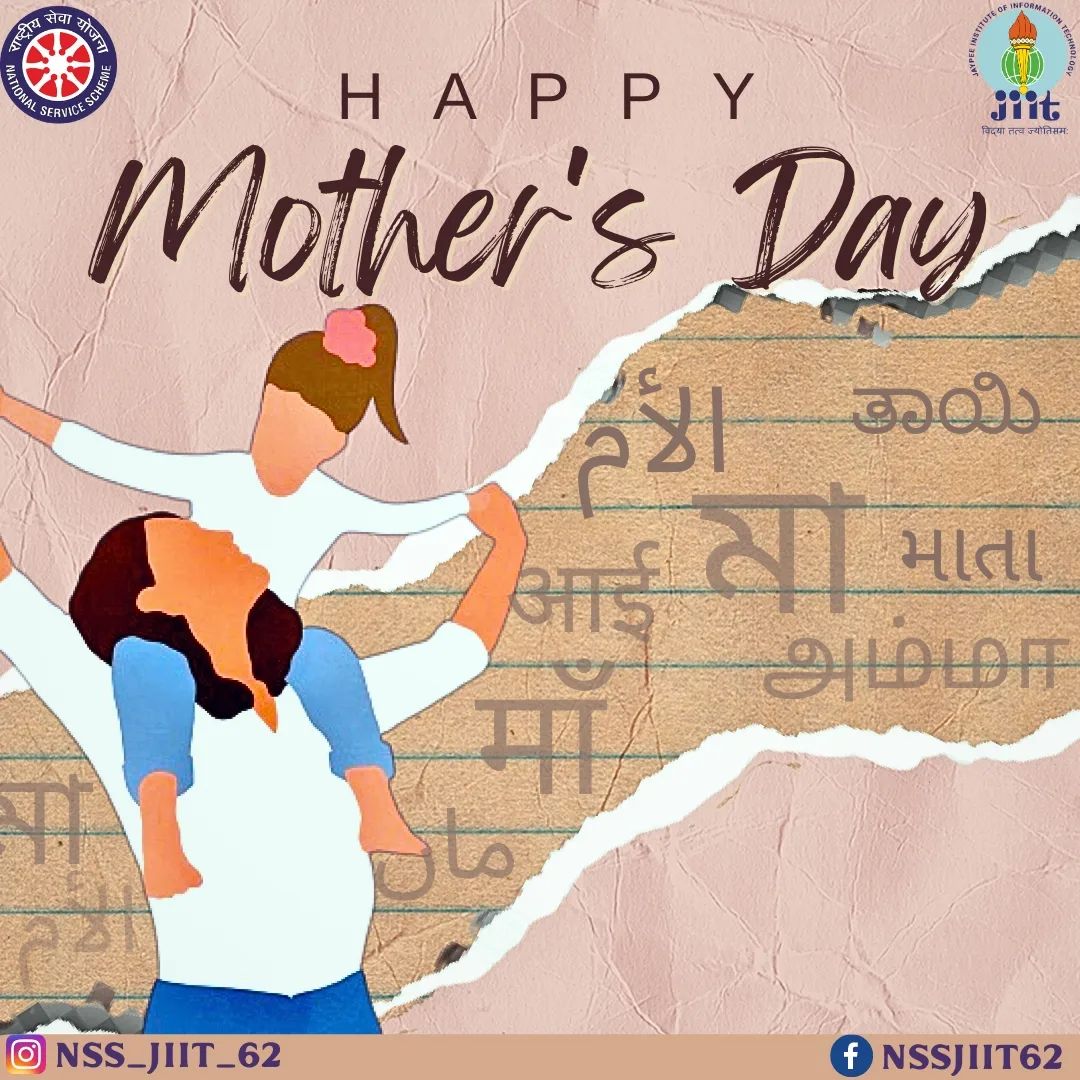 राष्ट्रीय सेवा योजना
NATIONAL SERVICE SCHEME
JAYPEE INSTITUTE OF INFORMATION TECHNOLOGY
jiit
विद्या तत्व ज्योतिसम:
HAPPY
Mother's Day
الأم
ತಾಯಿ
মা
માતા
आई
அம்மா
माँ
মা
ماں
الأم
NSS_JIIT_62
NSSJIIT62